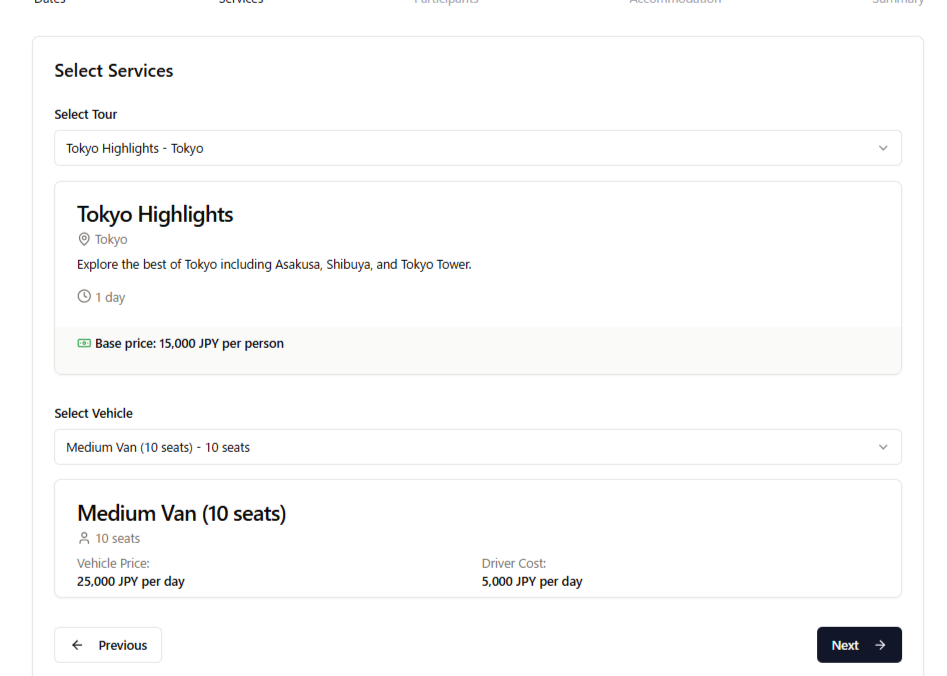 Dates Services Participants Accommodation Summary
Select Services
Select Tour
Tokyo Highlights - Tokyo
Tokyo Highlights
Tokyo
Explore the best of Tokyo including Asakusa, Shibuya, and Tokyo Tower.
1 day
Base price: 15,000 JPY per person
Select Vehicle
Medium Van (10 seats) - 10 seats
Medium Van (10 seats)
10 seats
Vehicle Price: Driver Cost:
25,000 JPY per day 5,000 JPY per day
Previous Next